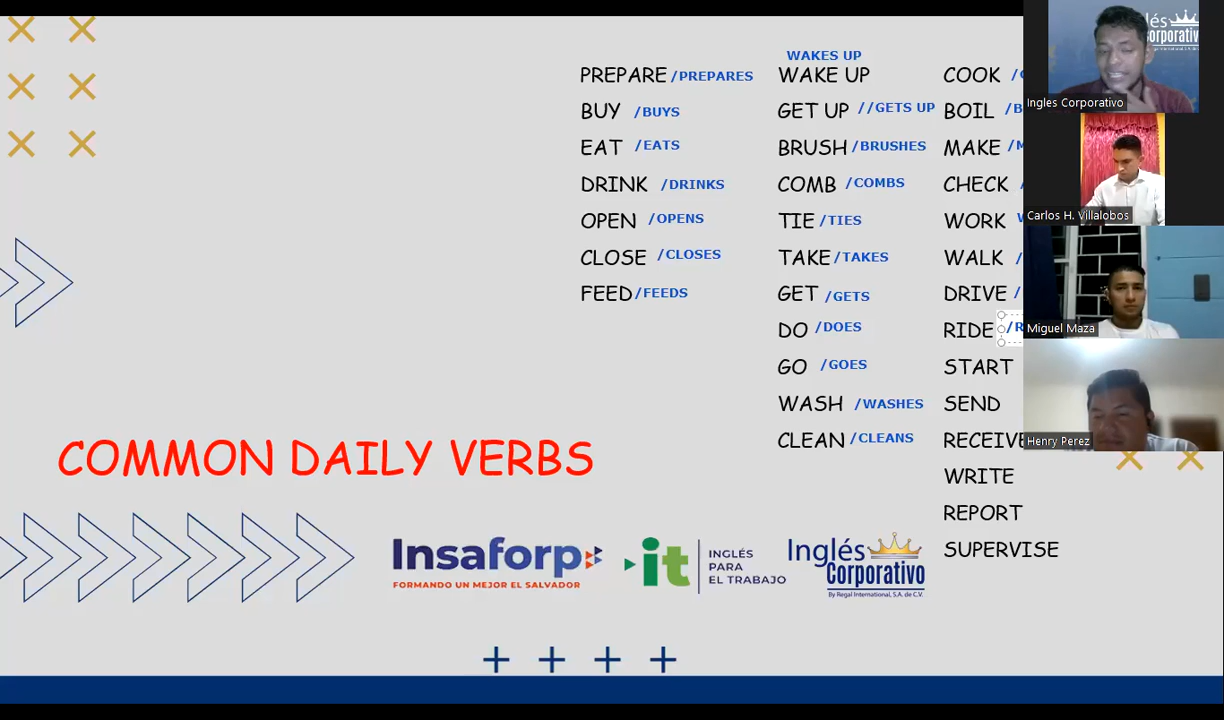 WAKES UP
PREPARE /PREPARES
BUY /BUYS
EAT /EATS
DRINK /DRINKS
OPEN /OPENS
CLOSE /CLOSES
FEED /FEEDS
WAKE UP
GET UP //GETS UP
BRUSH /BRUSHES
COMB /COMBS
TIE /TIES
TAKE /TAKES
GET /GETS
DO /DOES
GO /GOES
WASH /WASHES
CLEAN /CLEANS
COOK
BOIL /B
MAKE /M
CHECK /
WORK W
WALK /
DRIVE /
RIDE /R
START
SEND
RECEIVE
WRITE
REPORT
SUPERVISE
COMMON DAILY VERBS
Insaforp
FORMANDO UN MEJOR EL SALVADOR
it
INGLÉS
PARA
EL TRABAJO
Inglés
Corporativo
By Regal International, S.A. de C.V.
Ingles Corporativo
Carlos H. Villalobos
Miguel Maza
Henry Perez